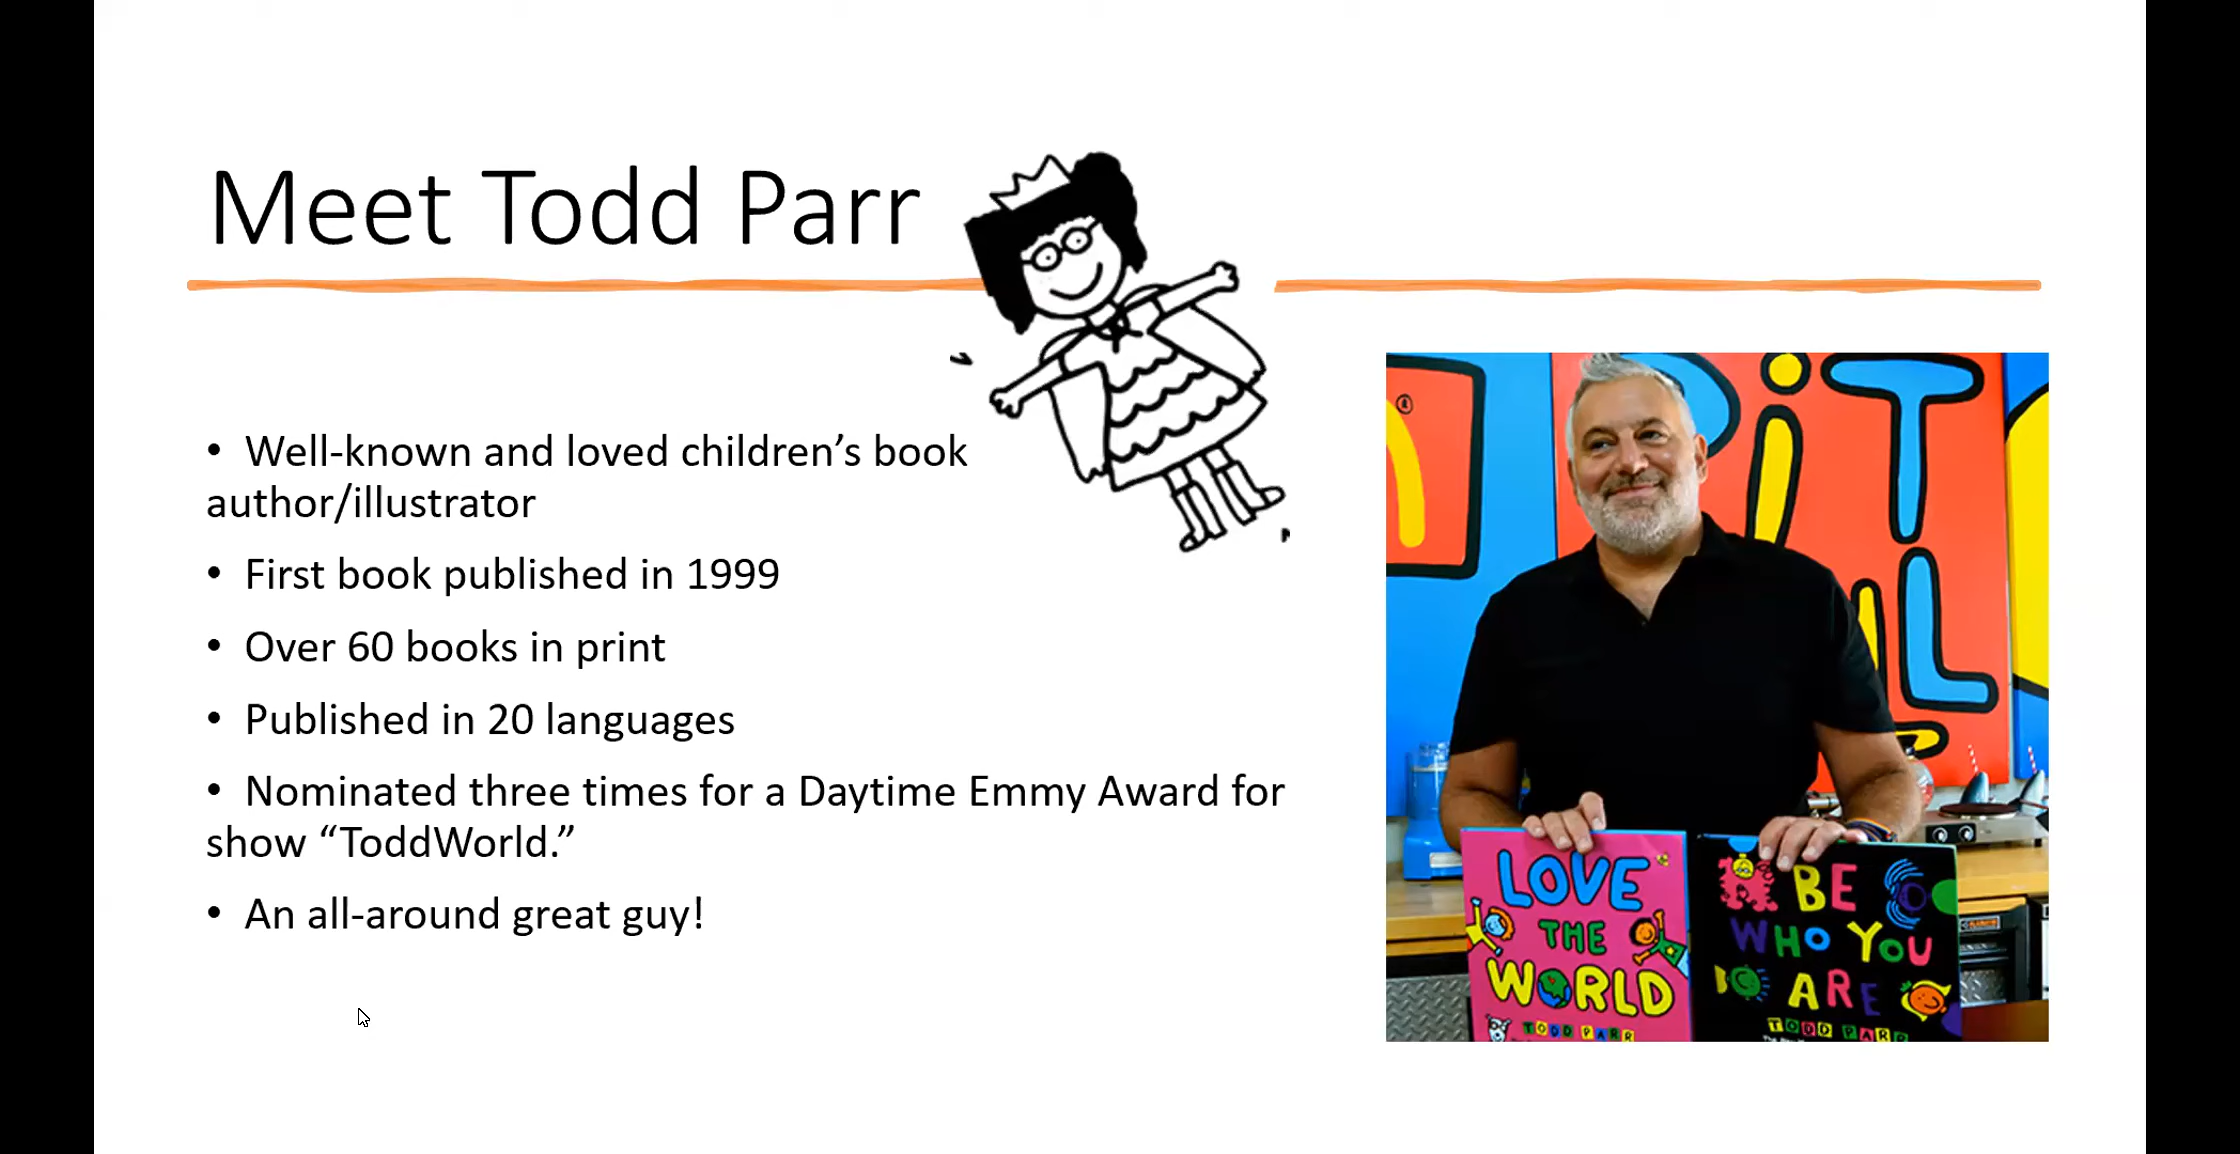 Meet Todd Parr
• Well-known and loved children’s book
author/illustrator
• First book published in 1999
• Over 60 books in print
• Published in 20 languages
• Nominated three times for a Daytime Emmy Award for
show “ToddWorld.”
• An all-around great guy!
®
LOVE
THE
WORLD
TODD PARR
BE
WHO YOU
ARE
TODD PARR